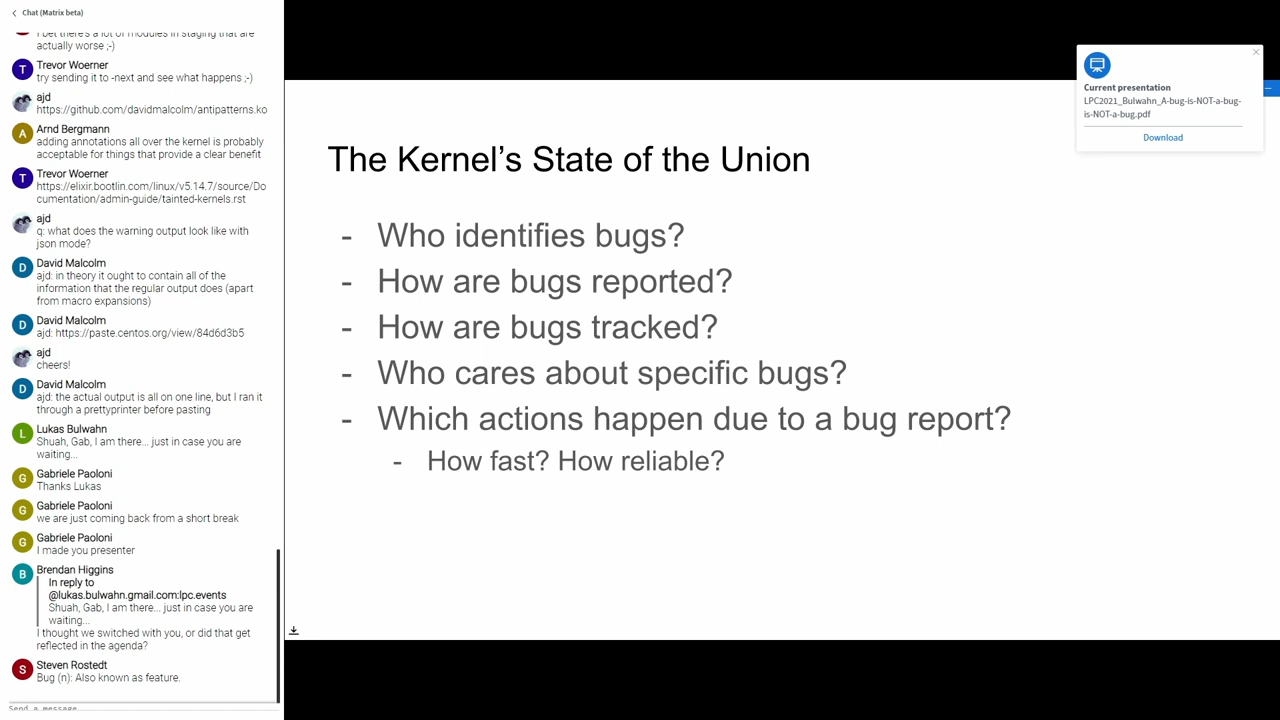 Chat (Matrix beta)
I bet there's a lot of modules in staging that are
actually worse ;-)
T
Trevor Woerner
try sending it to -next and see what happens ;-)
ajd
https://github.com/davidmalcolm/antipatterns.ko
A
Arnd Bergmann
adding annotations all over the kernel is probably
acceptable for things that provide a clear benefit
T
Trevor Woerner
https://elixir.bootlin.com/linux/v5.14.7/source/Do
cumentation/admin-guide/tainted-kernels.rst
ajd
q: what does the warning output look like with
json mode?
D
David Malcolm
ajd: in theory it ought to contain all of the
information that the regular output does (apart
from macro expansions)
D
David Malcolm
ajd: https://paste.centos.org/view/84d6d3b5
ajd
cheers!
D
David Malcolm
ajd: the actual output is all on one line, but I ran it
through a prettyprinter before pasting
L
Lukas Bulwahn
Shuah, Gab, I am there... just in case you are
waiting...
G
Gabriele Paoloni
Thanks Lukas
G
Gabriele Paoloni
we are just coming back from a short break
G
Gabriele Paoloni
I made you presenter
B
Brendan Higgins
In reply to
@lukas.bulwahn.gmail.com:lpc.events
Shuah, Gab, I am there... just in case you are
waiting...
I thought we switched with you, or did that get
reflected in the agenda?
S
Steven Rostedt
Bug (n): Also known as feature.
Send a message
The Kernel's State of the Union
- Who identifies bugs?
- How are bugs reported?
- How are bugs tracked?
- Who cares about specific bugs?
- Which actions happen due to a bug report?
- How fast? How reliable?
Current presentation
LPC2021_Bulwahn_A-bug-is-NOT-a-bug-
is-NOT-a-bug.pdf
Download